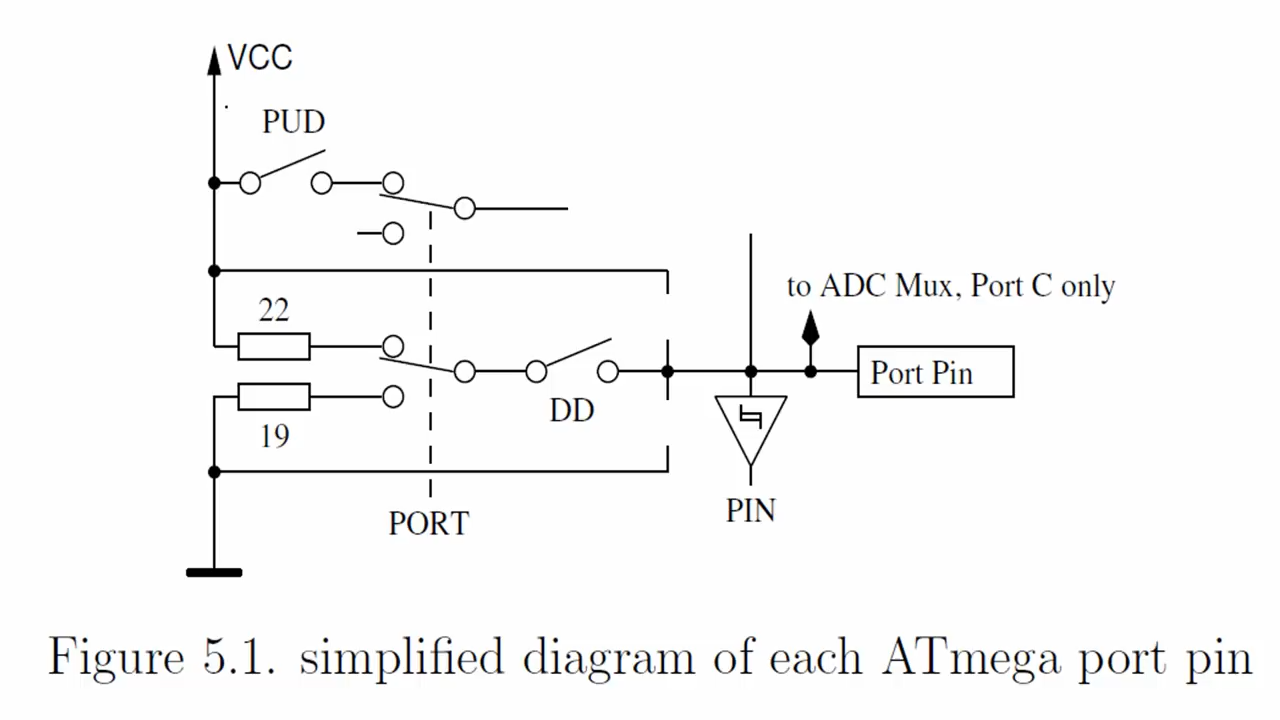 VCC
PUD
to ADC Mux, Port C only
22
Port Pin
DD
19
PIN
PORT
Figure 5.1. simplified diagram of each ATmega port pin